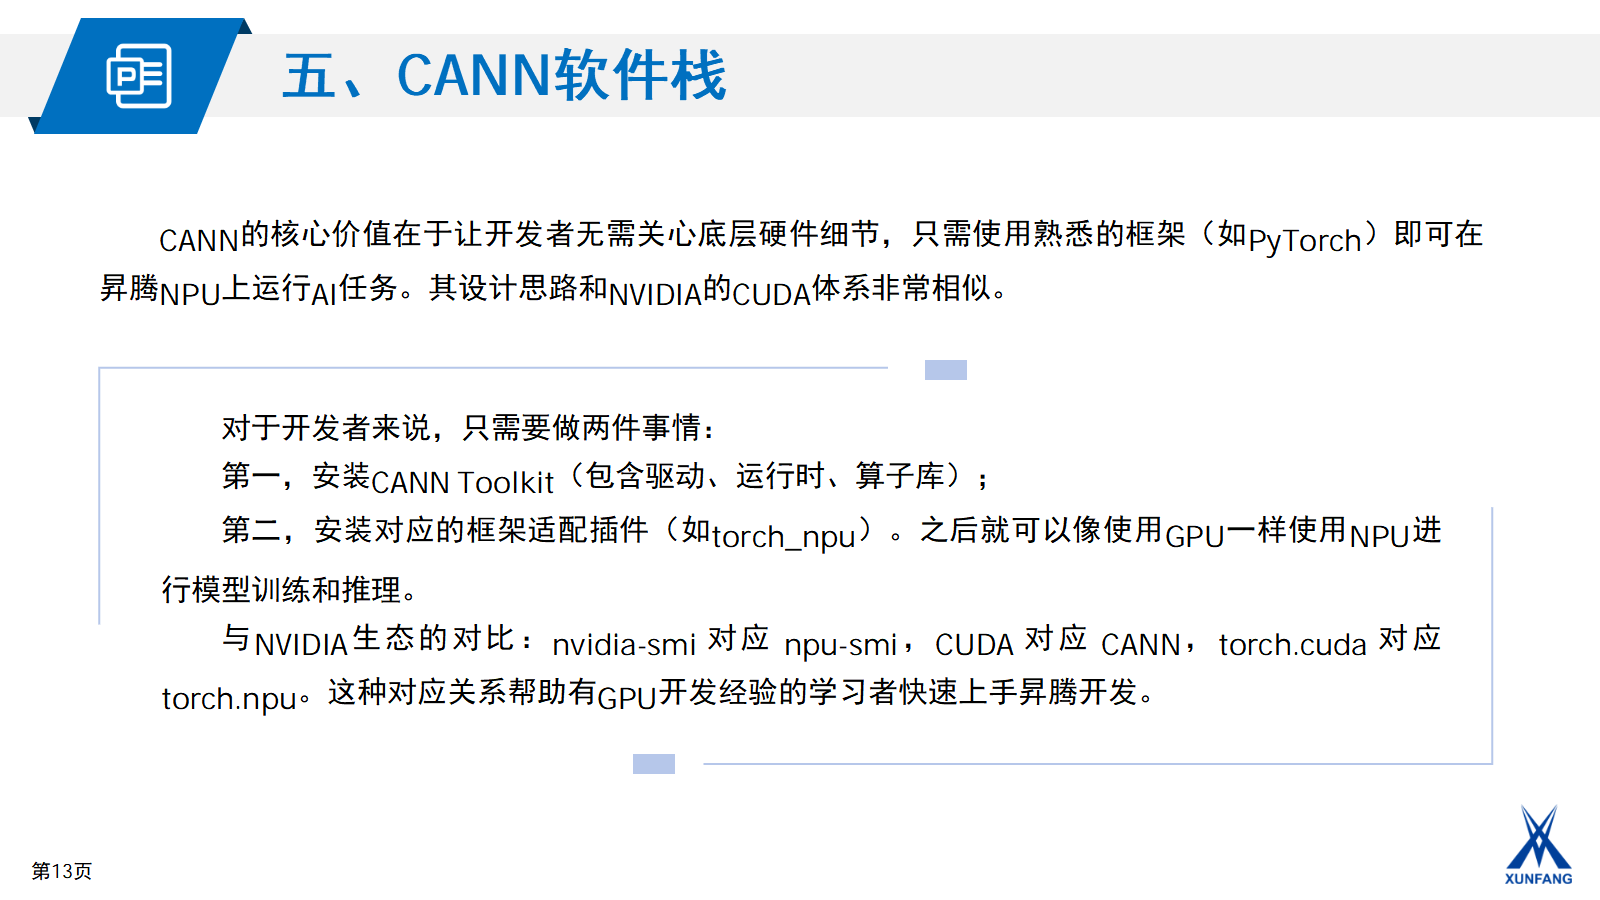 五、CANN软件栈
CANN的核心价值在于让开发者无需关心底层硬件细节，只需使用熟悉的框架（如PyTorch）即可在
昇腾NPU上运行AI任务。其设计思路和NVIDIA的CUDA体系非常相似。
对于开发者来说，只需要做两件事情：
第一，安装CANN Toolkit（包含驱动、运行时、算子库）；
第二，安装对应的框架适配插件（如torch_npu）。之后就可以像使用GPU一样使用NPU进
行模型训练和推理。
与NVIDIA生态的对比：nvidia-smi 对应 npu-smi，CUDA 对应 CANN，torch.cuda 对应
torch.npu。这种对应关系帮助有GPU开发经验的学习者快速上手昇腾开发。
第13页
XUNFANG